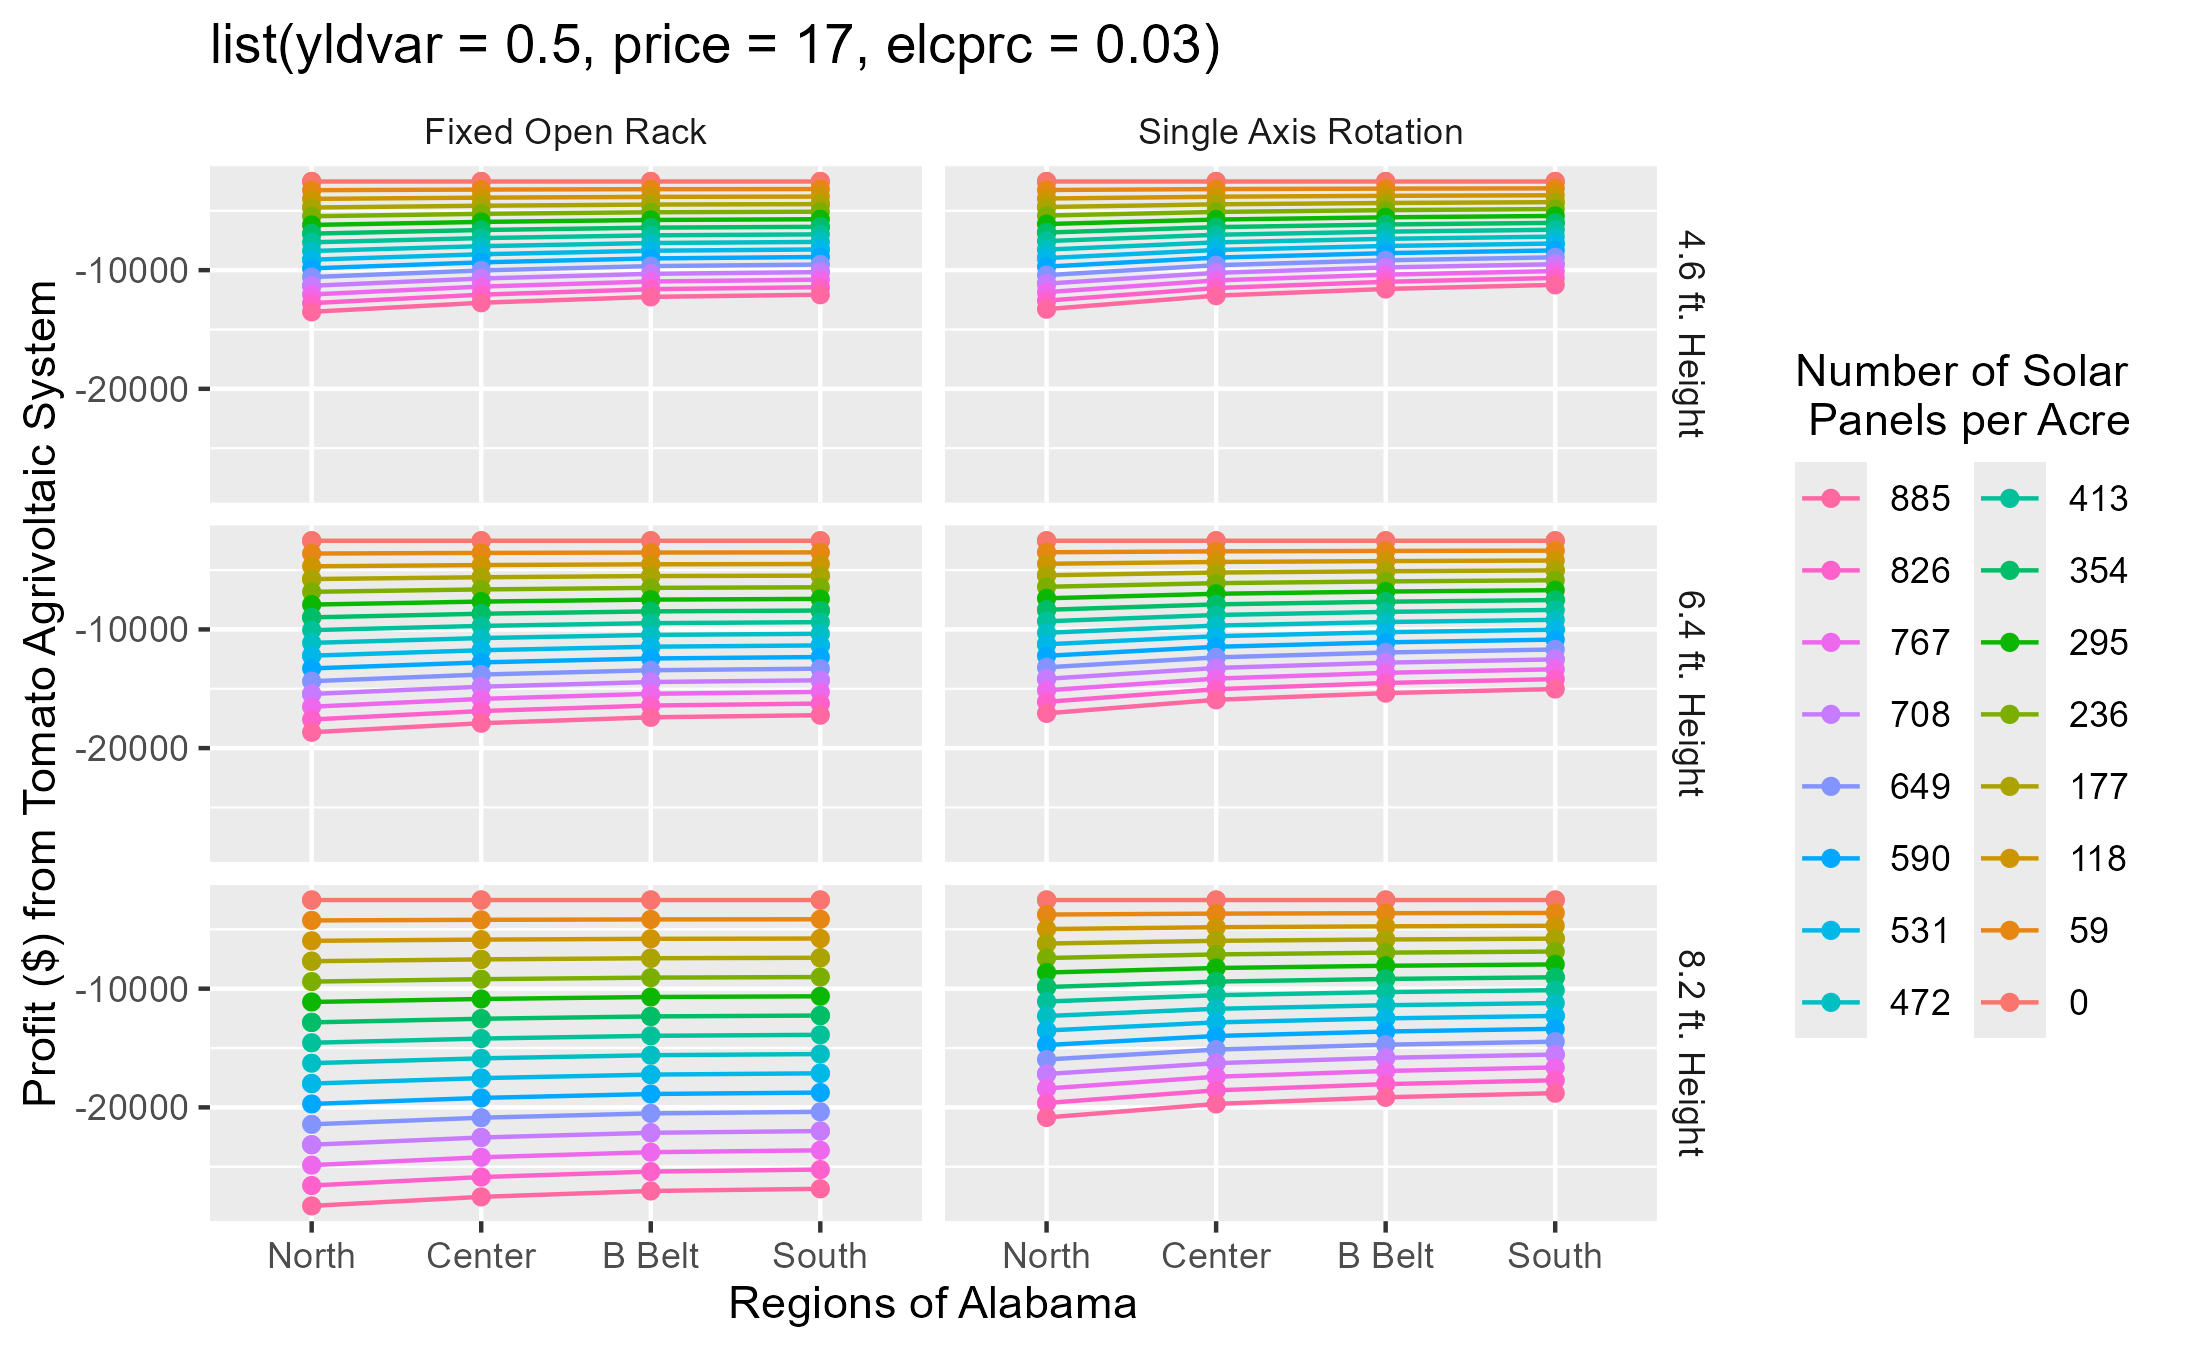 list(yldvar = 0.5, price = 17, elcprc = 0.03)
Fixed Open Rack
Single Axis Rotation
Profit ($) from Tomato Agrivoltaic System
-10000
-20000
4.6 ft. Height
-10000
-20000
6.4 ft. Height
-10000
-20000
8.2 ft. Height
North Center B Belt South
North Center B Belt South
Regions of Alabama
Number of Solar
Panels per Acre
885 413
826 354
767 295
708 236
649 177
590 118
531 59
472 0